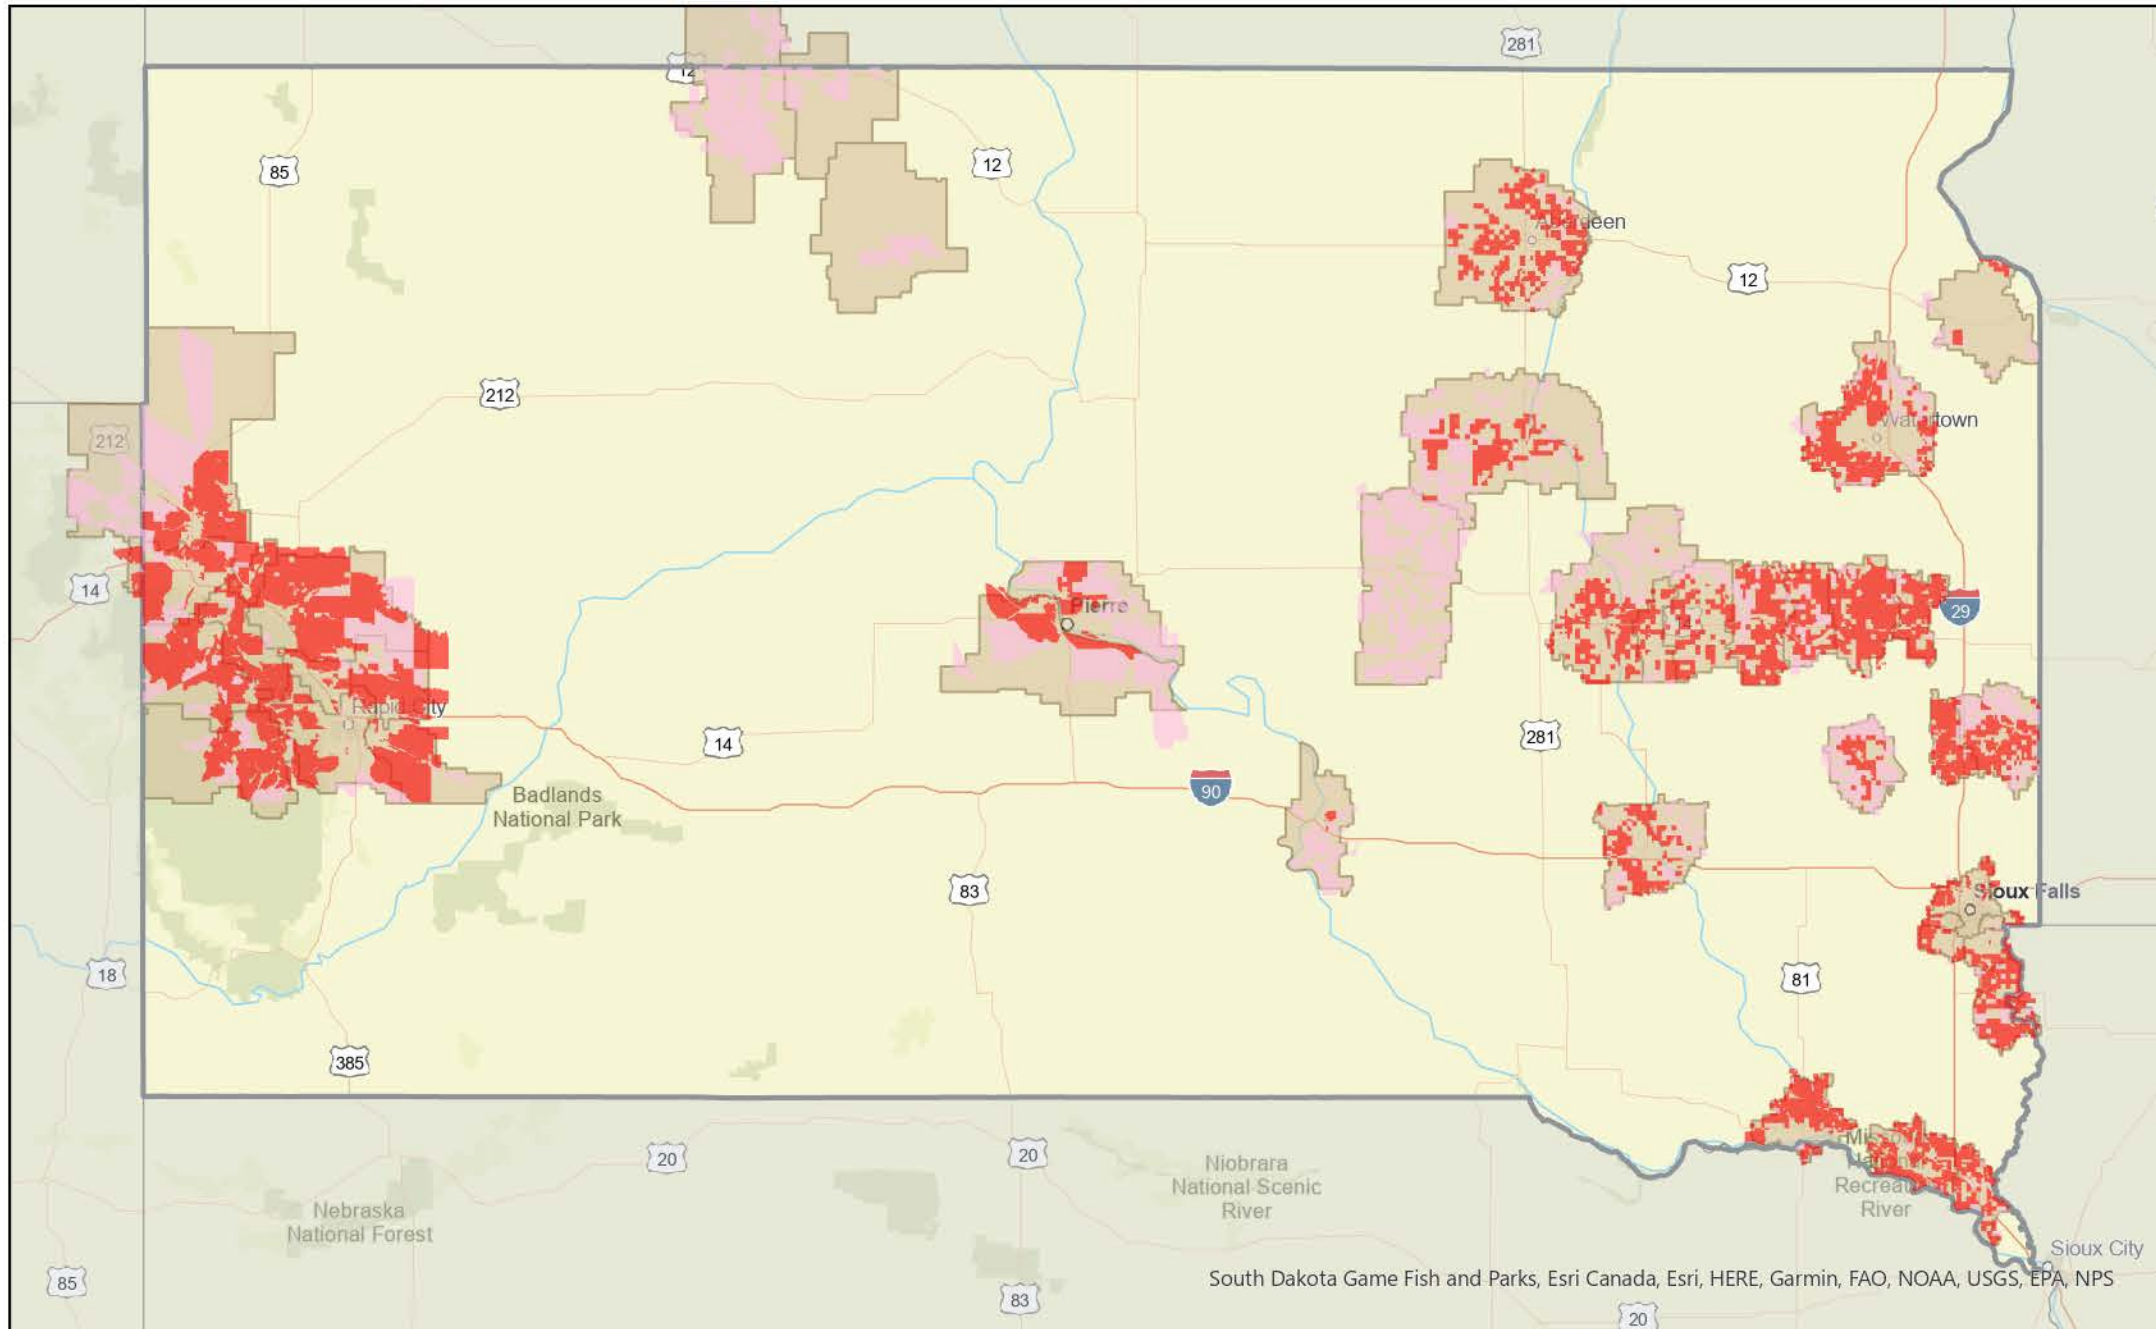 281
12
12
85
Aberdeen
12
212
Watertown
212
14
Pierre
14
29
Rapid City
14
281
90
Badlands
National Park
83
Sioux Falls
18
81
385
20
20
Niobrara
National Scenic
River
Recreat
River
Nebraska
National Forest
Sioux City
85
83
South Dakota Game Fish and Parks, Esri Canada, Esri, HERE, Garmin, FAO, NOAA, USGS, EPA, NPS
20